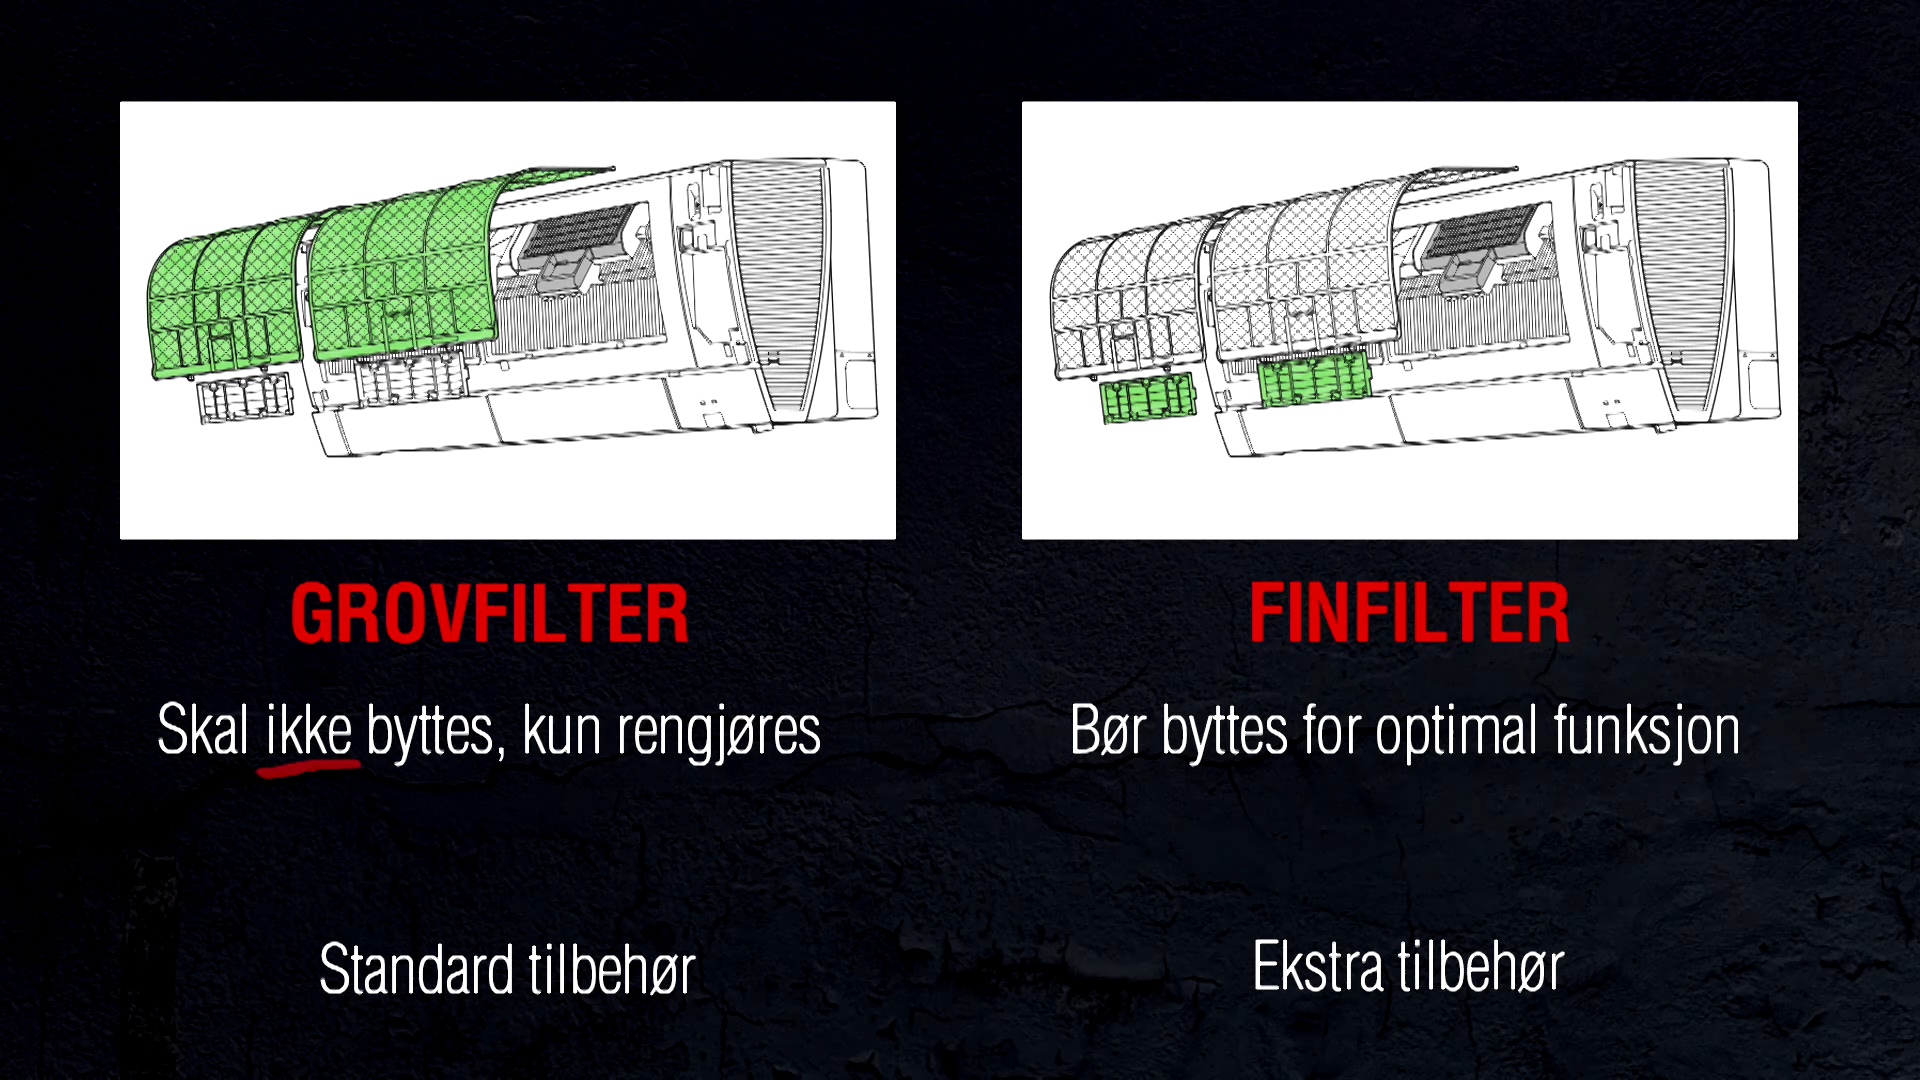 GROVFILTER
Skal ikke byttes, kun rengjøres
Standard tilbehør
FINFILTER
Bør byttes for optimal funksjon
Ekstra tilbehør